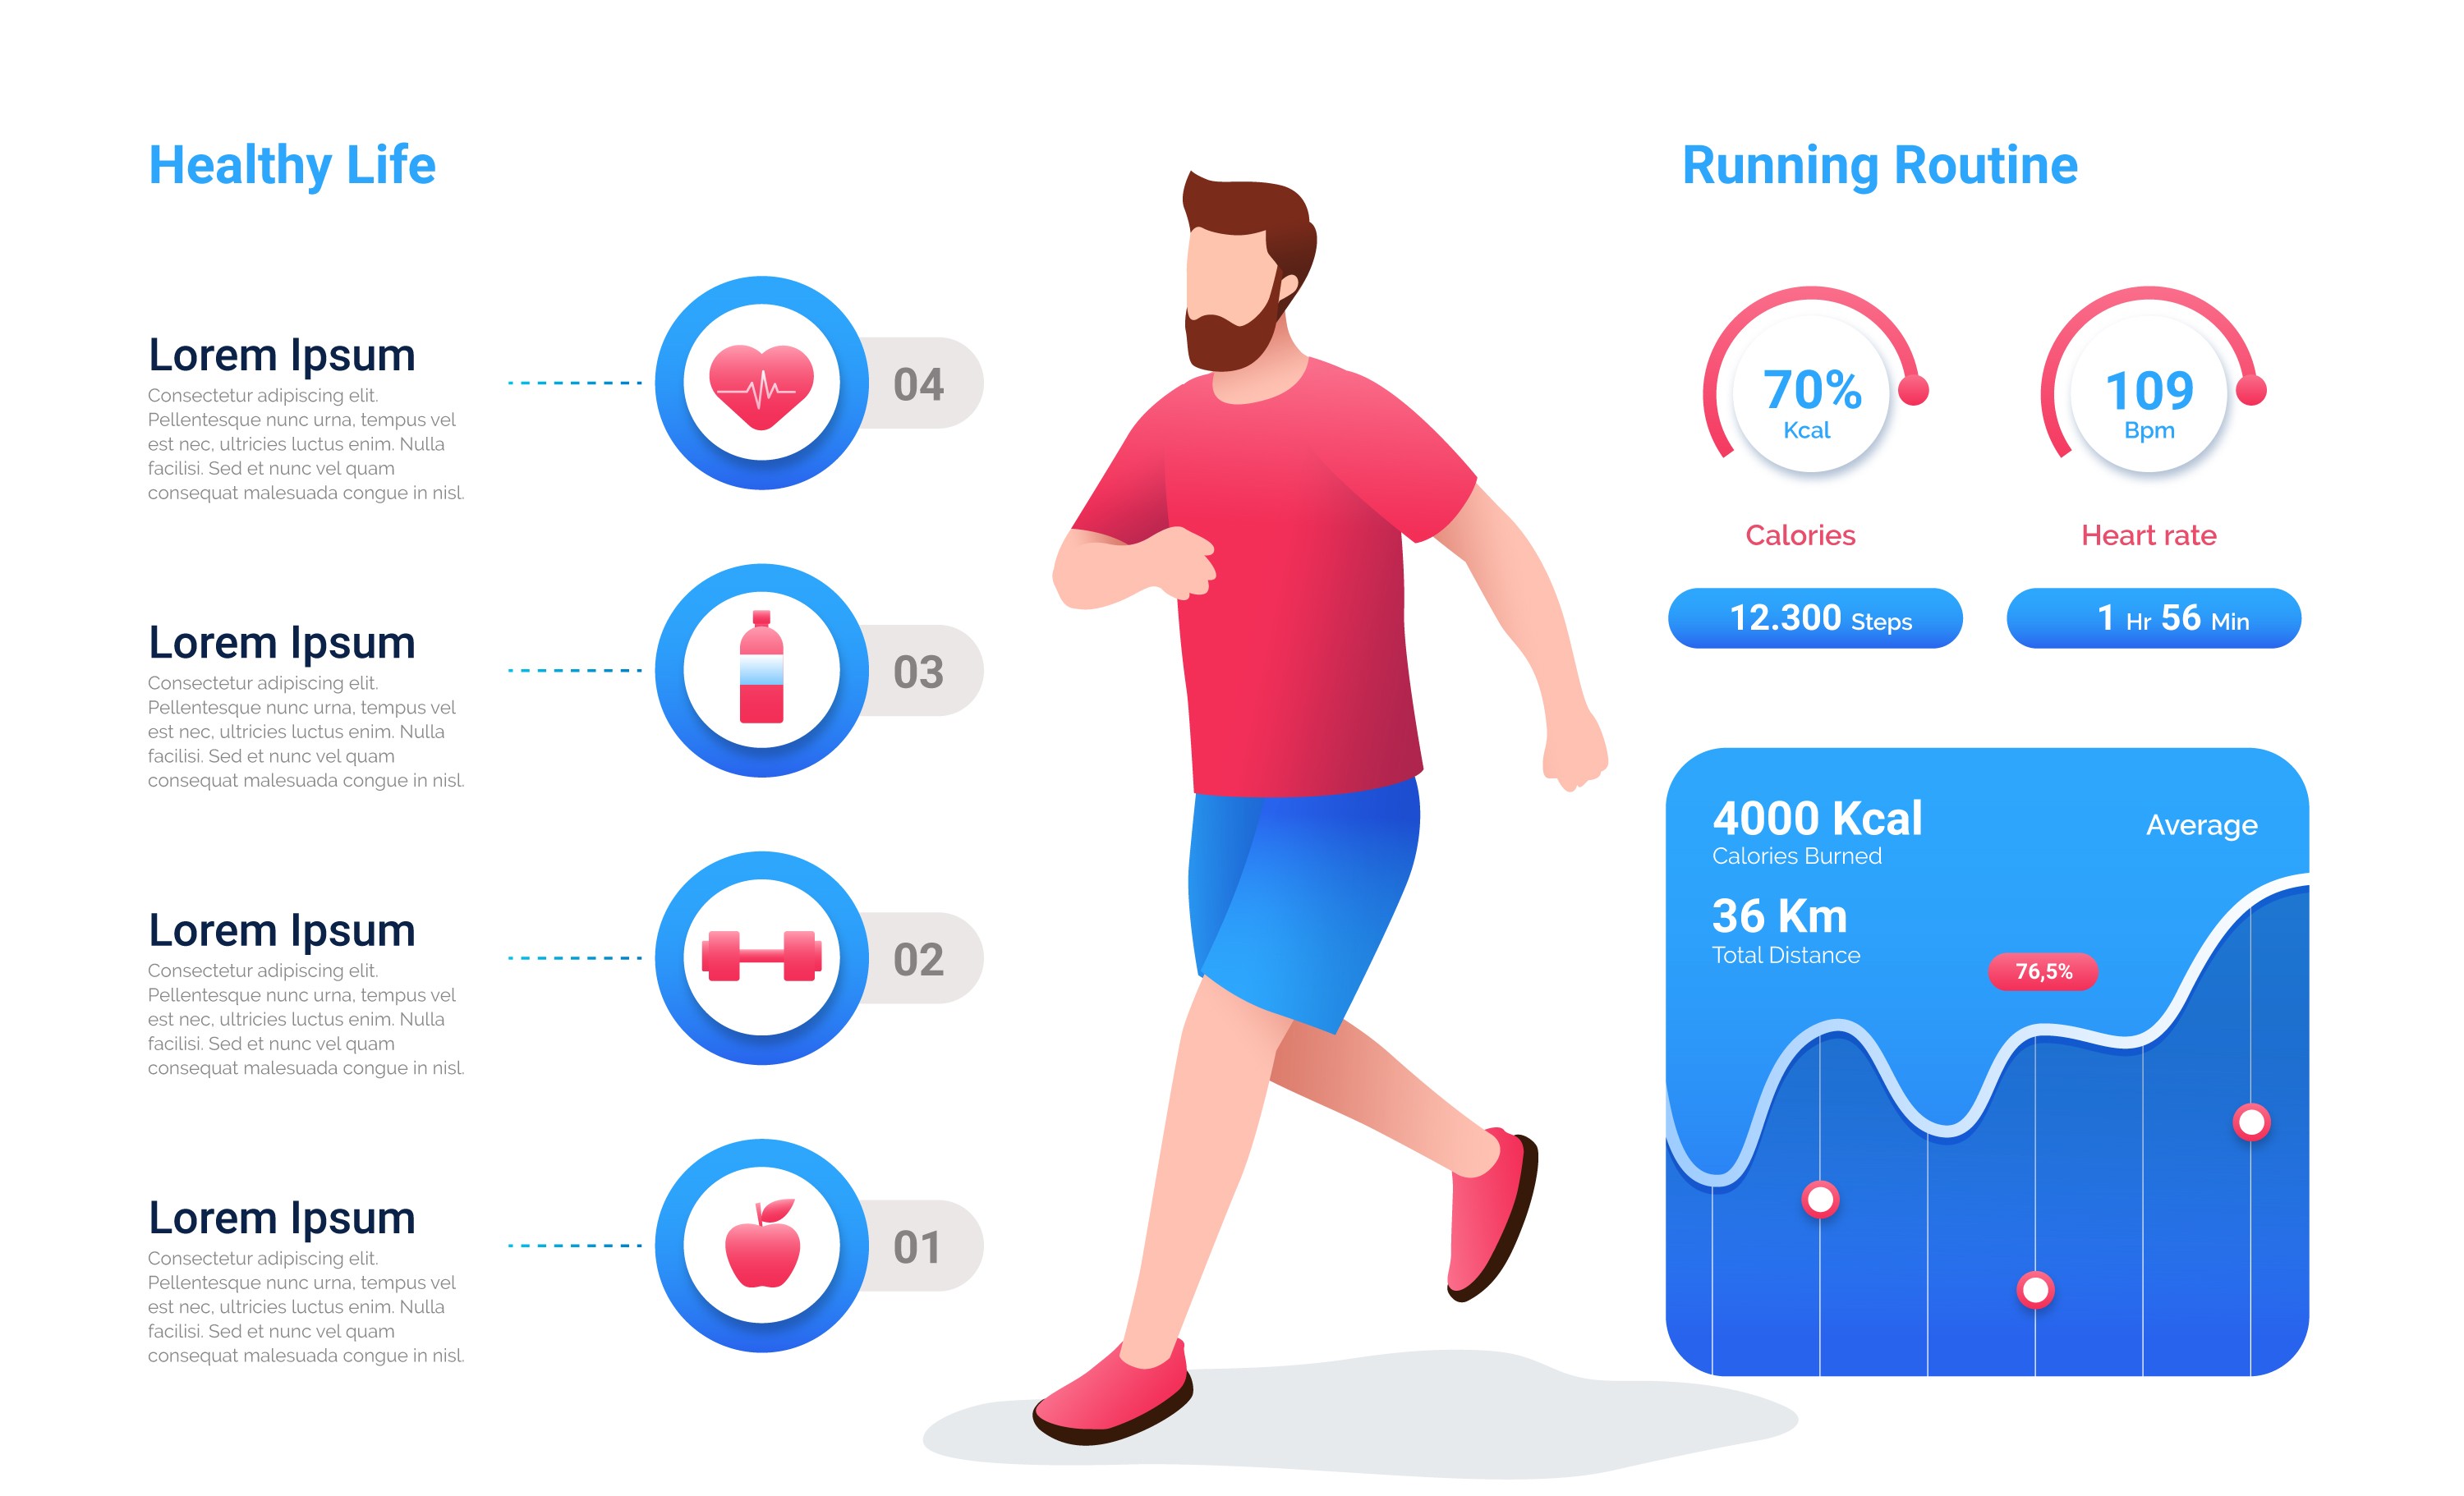 Healthy Life
Lorem Ipsum
Consectetur adipiscing elit.
Pellentesque nunc urna, tempus vel
est nec, ultricies luctus enim. Nulla
facilisi. Sed et nunc vel quam
consequat malesuada congue in nisl.
04
Lorem Ipsum
Consectetur adipiscing elit.
Pellentesque nunc urna, tempus vel
est nec, ultricies luctus enim. Nulla
facilisi. Sed et nunc vel quam
consequat malesuada congue in nisl.
03
Lorem Ipsum
Consectetur adipiscing elit.
Pellentesque nunc urna, tempus vel
est nec, ultricies luctus enim. Nulla
facilisi. Sed et nunc vel quam
consequat malesuada congue in nisl.
02
Lorem Ipsum
Consectetur adipiscing elit.
Pellentesque nunc urna, tempus vel
est nec, ultricies luctus enim. Nulla
facilisi. Sed et nunc vel quam
consequat malesuada congue in nisl.
01
Running Routine
70%
Kcal
Calories
12.300 Steps
109
Bpm
Heart rate
1 Hr 56 Min
4000 Kcal
Calories Burned
Average
36 Km
Total Distance
76,5%